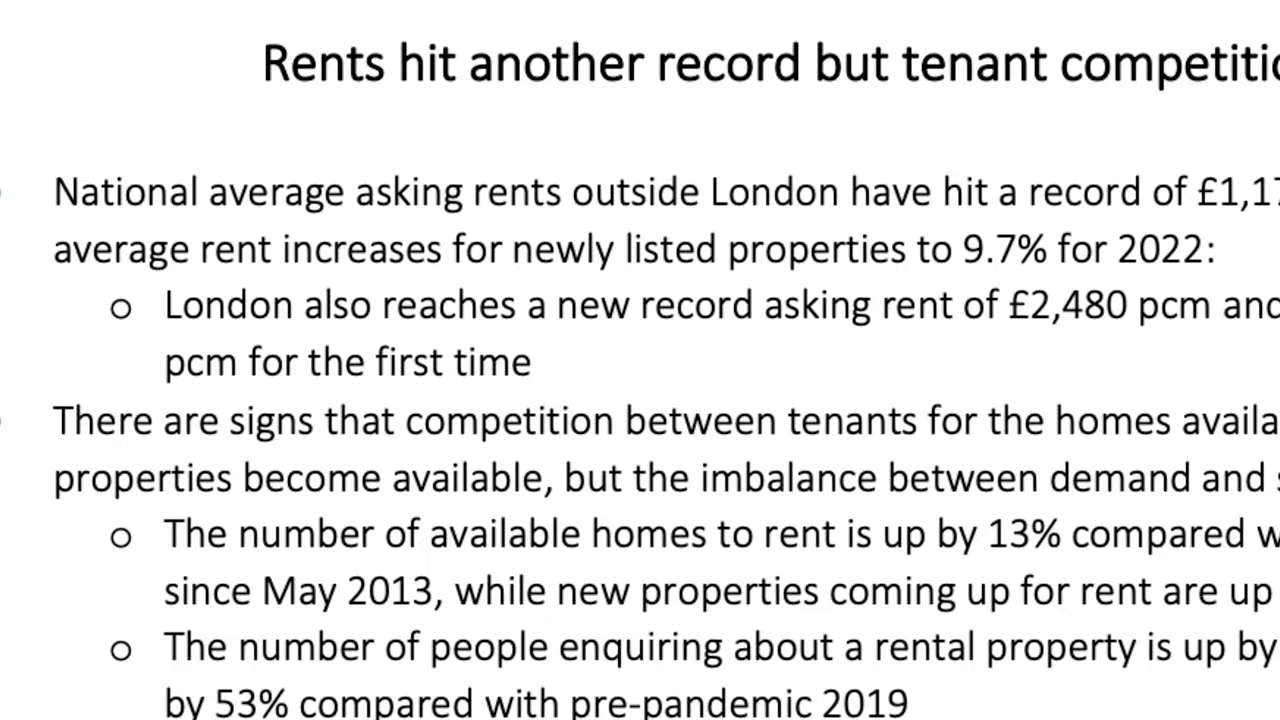 Rents hit another record but tenant
National average asking rents outside London have hit a record of
average rent increases for newly listed properties to 9.7% for 2022:
o London also reaches a new record asking rent of £2,480 pcm and
pcm for the first time
There are signs that competition between tenants for the homes
properties become available, but the imbalance between demand and
o The number of available homes to rent is up by 13% compared
since May 2013, while new properties coming up for rent are up
o The number of people enquiring about a rental property is up by
by 53% compared with pre-pandemic 2019